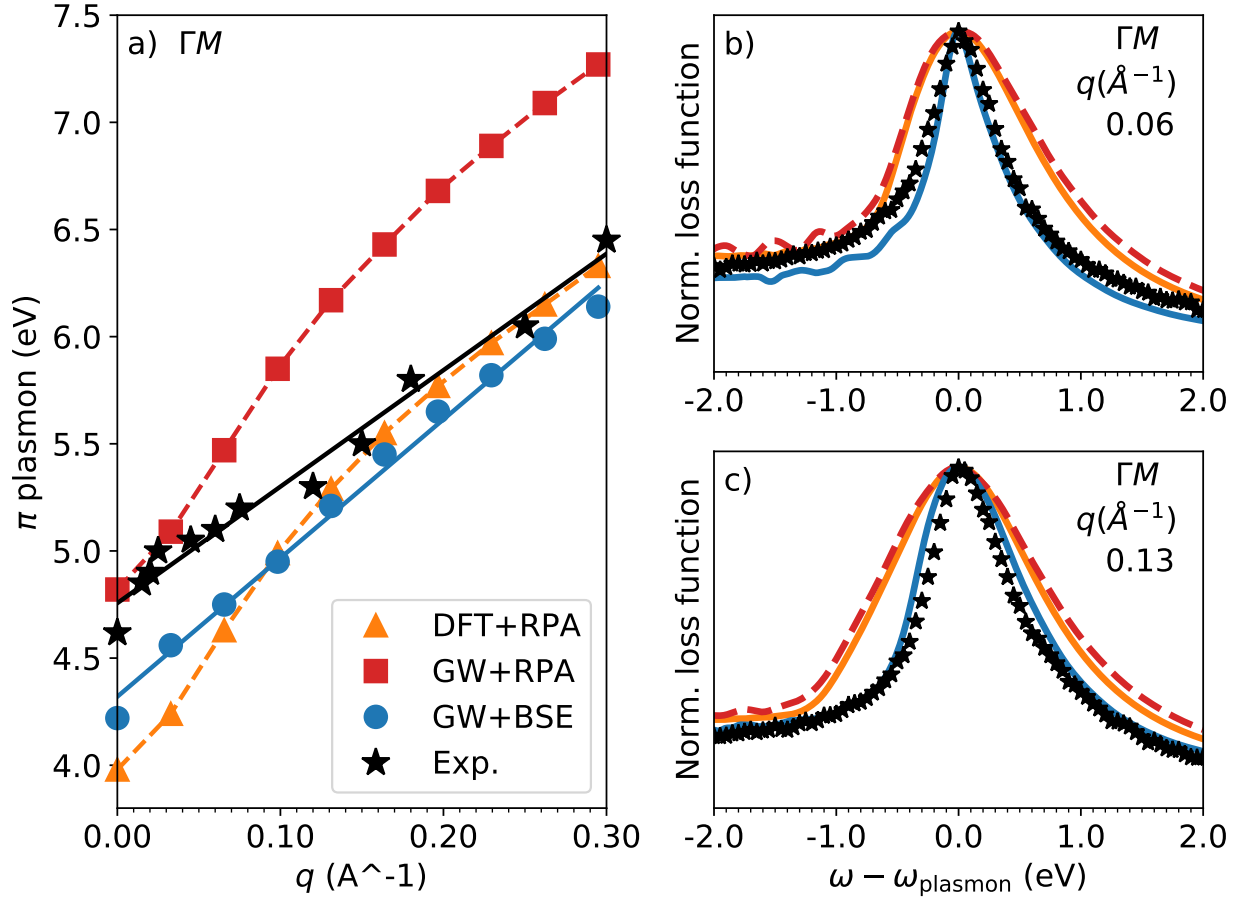 a) ΓM
7.5
7.0
6.5
6.0
5.5
5.0
4.5
4.0
π plasmon (eV)
DFT+RPA
GW+RPA
GW+BSE
Exp.
0.00 0.10 0.20 0.30
q (A^-1)
b)
ΓM
q(Å⁻¹)
0.06
Norm. loss function
-2.0 -1.0 0.0 1.0 2.0
c)
ΓM
q(Å⁻¹)
0.13
Norm. loss function
-2.0 -1.0 0.0 1.0 2.0
ω − ωplasmon (eV)